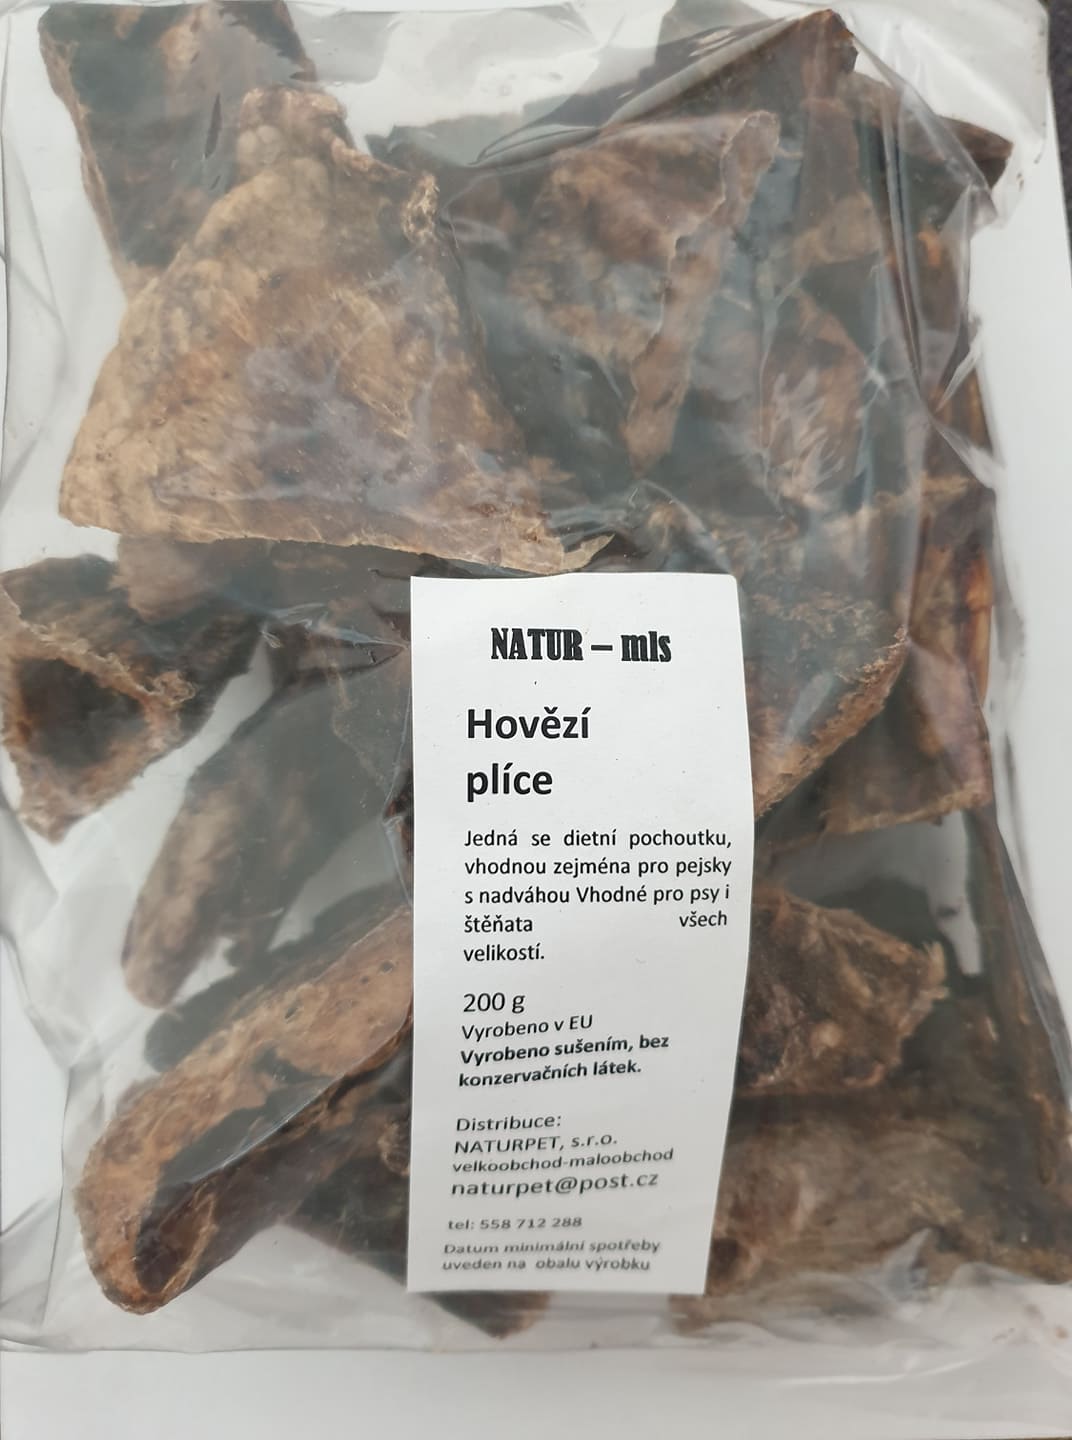 NATUR – mls
Hovězí
plíce
Jedná se dietní pochoutku,
vhodnou zejména pro pejsky
s nadváhou Vhodné pro psy i
štěňata všech
velikostí.
200 g
Vyrobeno v EU
Vyrobeno sušením, bez
konzervačních látek.
Distribuce:
NATURPET, s.r.o.
velkoobchod-maloobchod
naturpet@post.cz
tel: 558 712 288
Datum minimální spotřeby
uveden na obalu výrobku